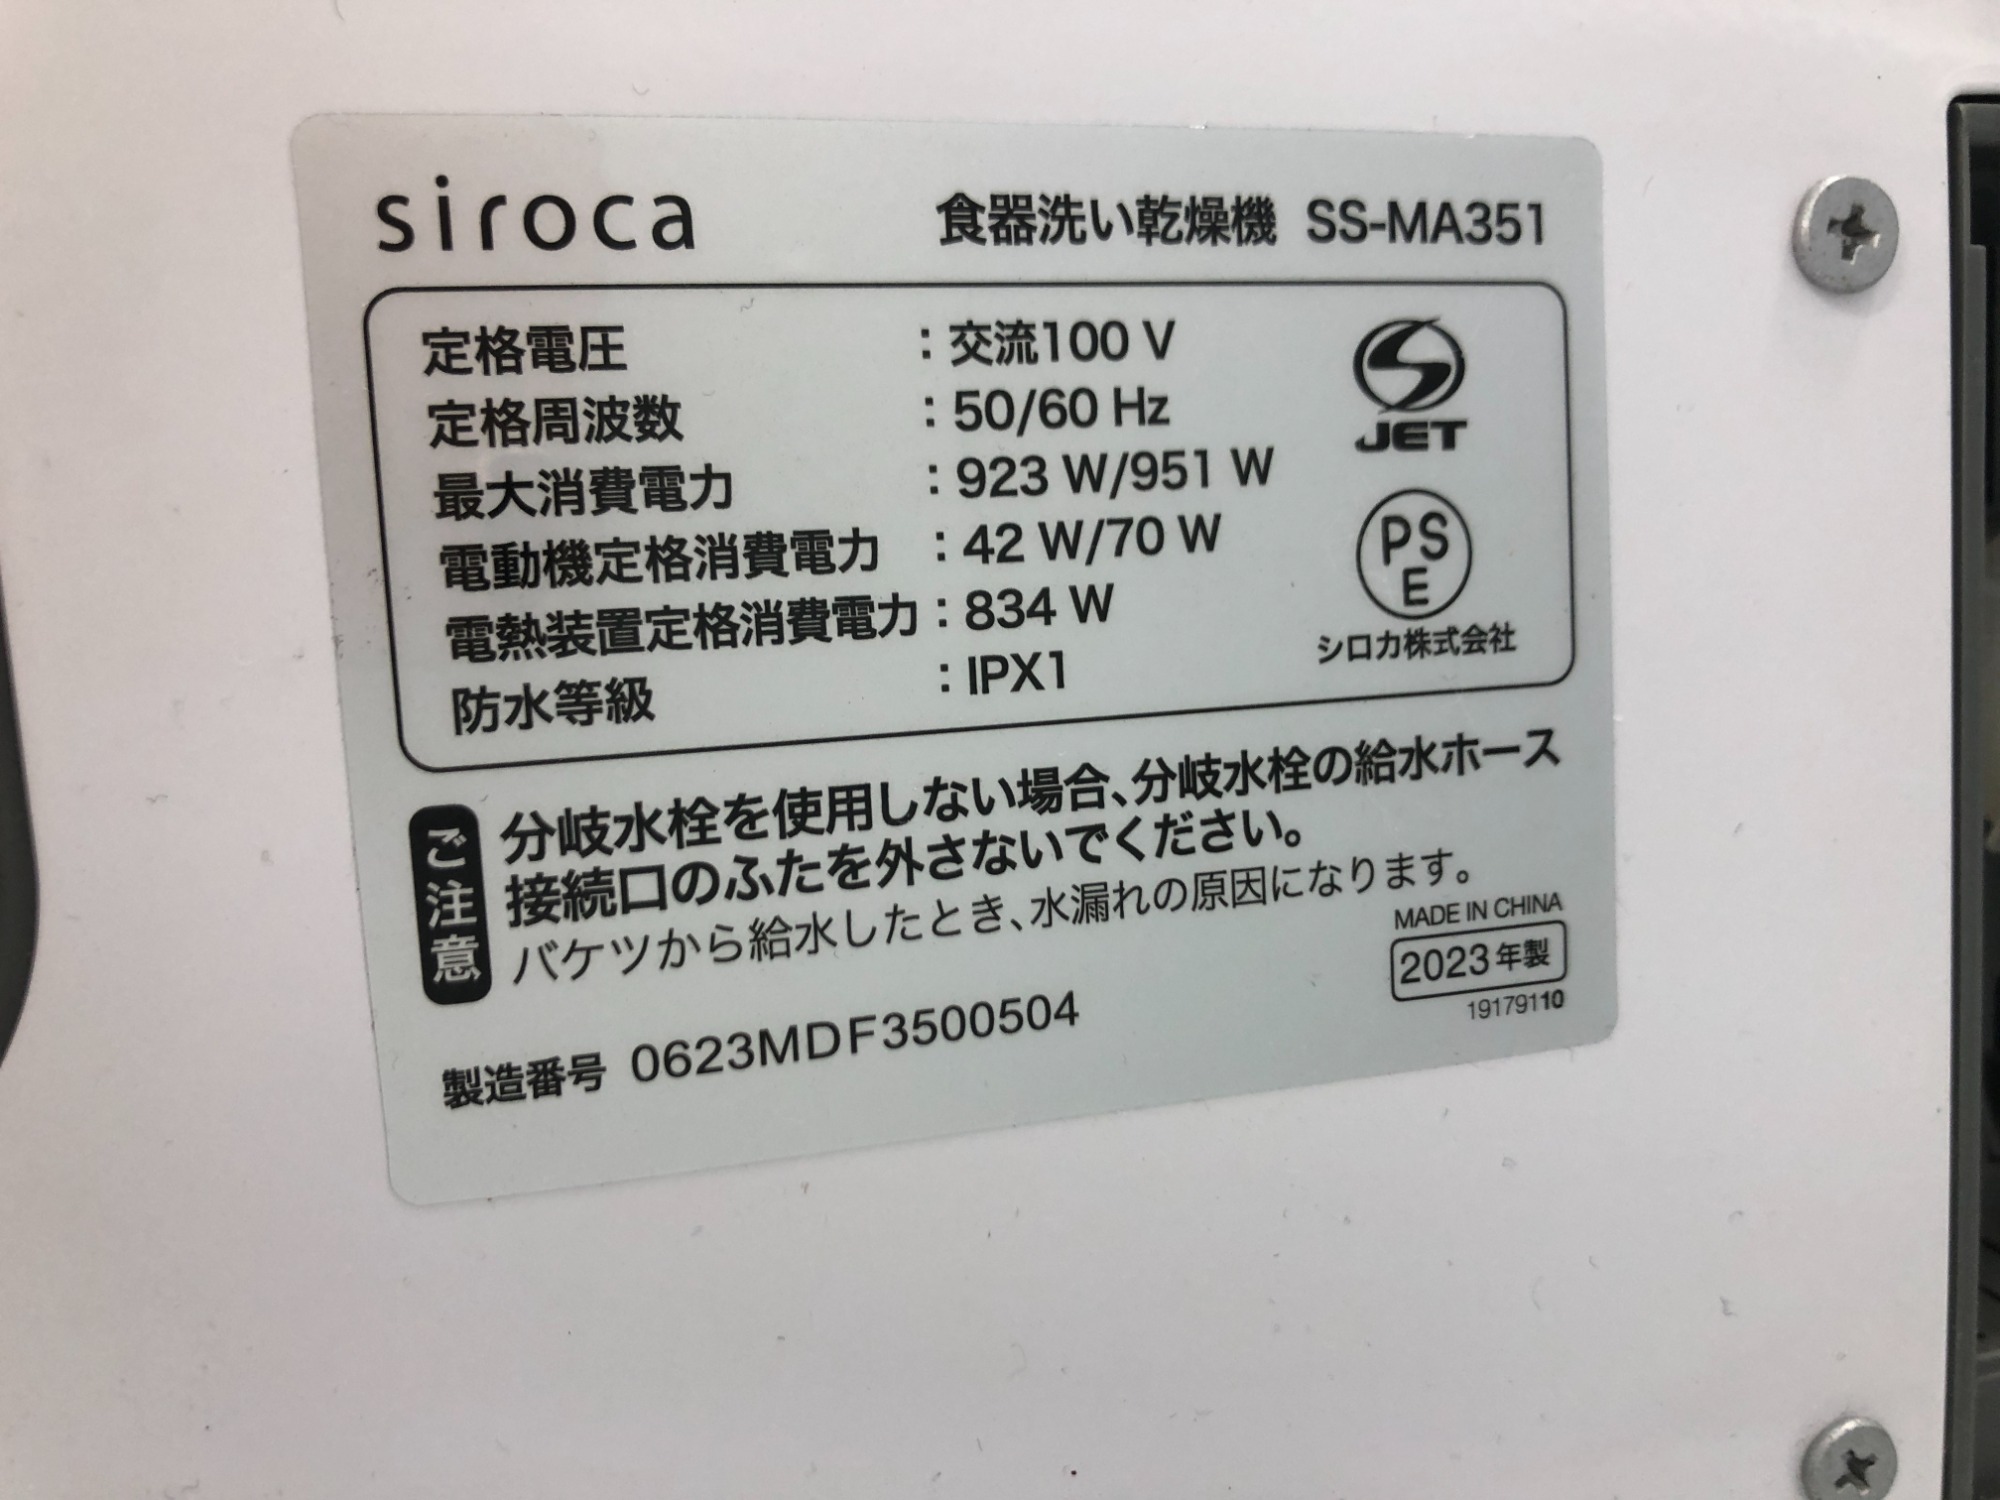 siroca
食器洗い乾燥機 SS-MA351
定格電圧 : 交流100 V
定格周波数 : 50/60 Hz
最大消費電力 : 923 W/951 W
電動機定格消費電力 : 42 W/70 W
電熱装置定格消費電力 : 834 W
防水等級 : IPX1
JET
PS
E
シロカ株式会社
ご注意
分岐水栓を使用しない場合、分岐水栓の給水ホース
接続口のふたを外さないでください。
バケツから給水したとき、水漏れの原因になります。
MADE IN CHINA
2023年製
19179110
製造番号 0623MDF3500504